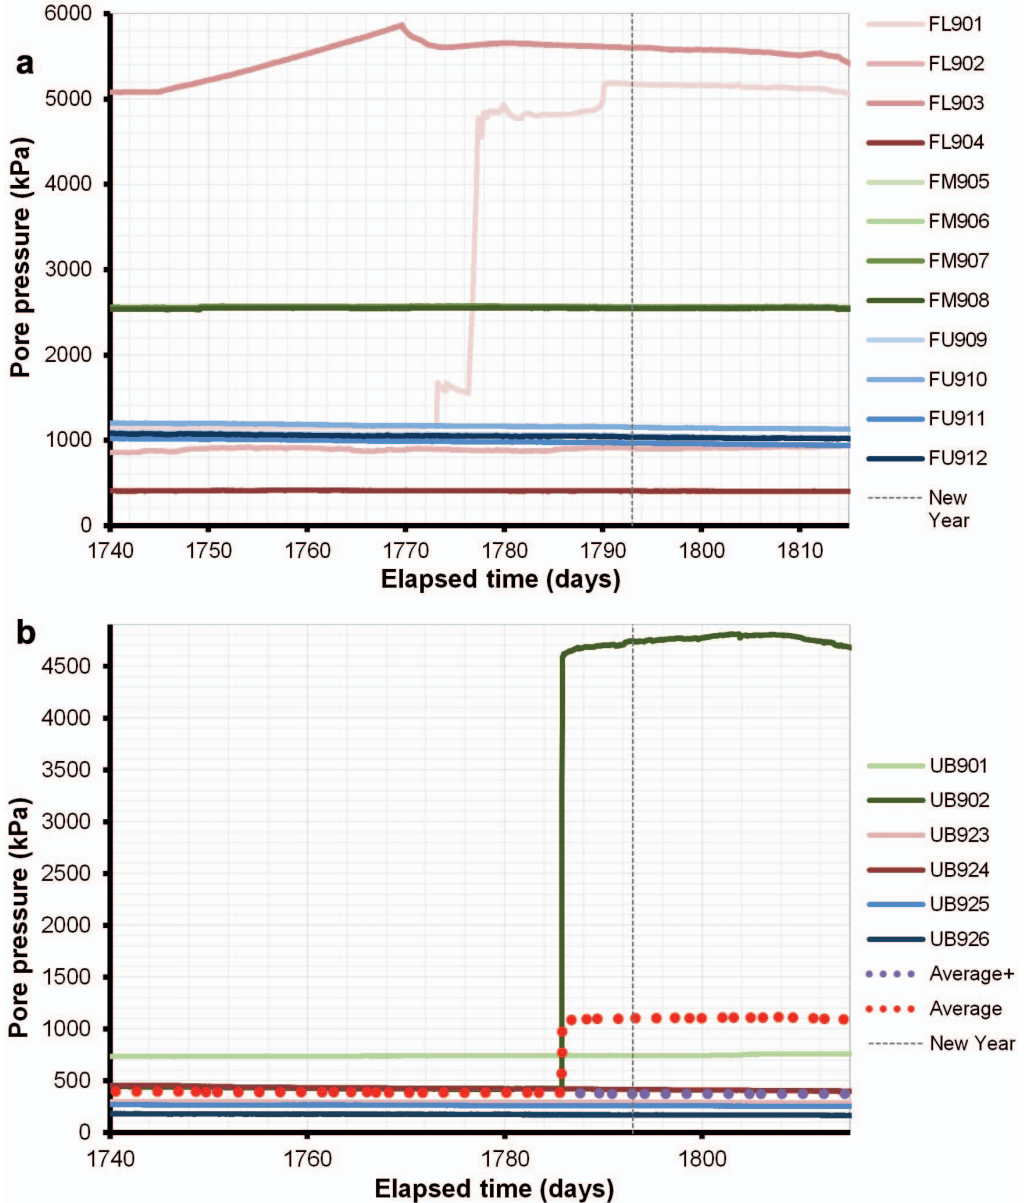 a
6000
5000
4000
3000
2000
1000
0
Pore pressure (kPa)
1740 1750 1760 1770 1780 1790 1800 1810
Elapsed time (days)
FL901
FL902
FL903
FL904
FM905
FM906
FM907
FM908
FU909
FU910
FU911
FU912
New
Year
b
4500
4000
3500
3000
2500
2000
1500
1000
500
0
Pore pressure (kPa)
1740 1760 1780 1800
Elapsed time (days)
UB901
UB902
UB923
UB924
UB925
UB926
Average+
Average
New Year